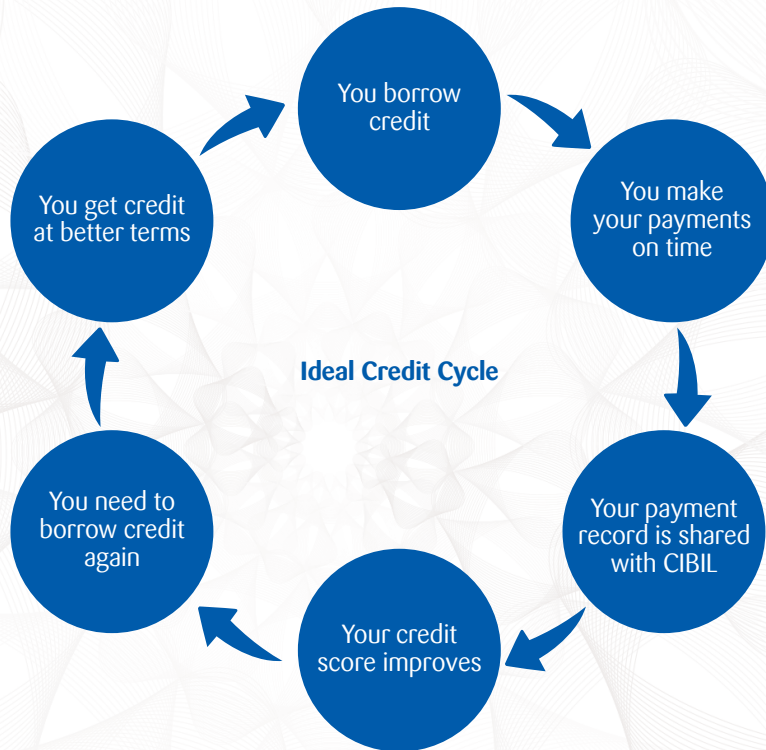 You borrow
credit
You make
your payments
on time
Your payment
record is shared
with CIBIL
Your credit
score improves
You need to
borrow credit
again
You get credit
at better terms
Ideal Credit Cycle